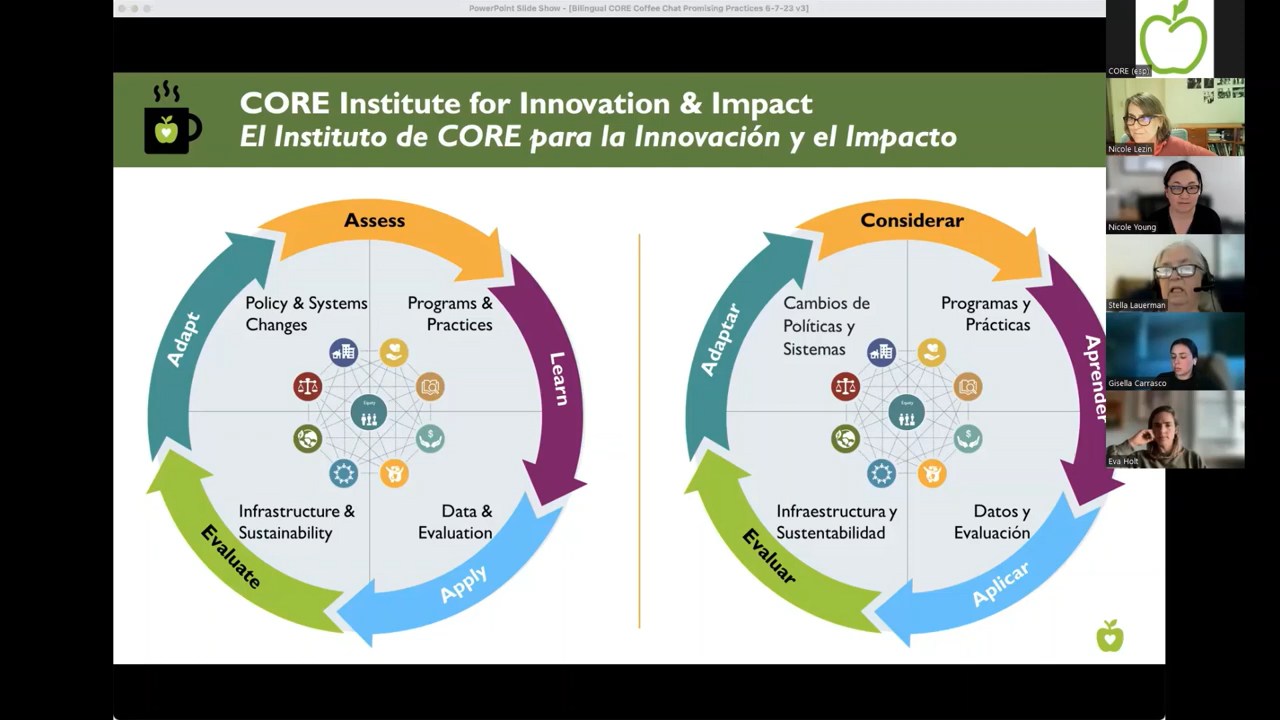 PowerPoint Slide Show - [Bilingual CORE Coffee Chat Promising Practices 6-7-23 v3]
CORE Institute for Innovation & Impact
El Instituto de CORE para la Innovación y el Impacto
Assess
Learn
Apply
Evaluate
Adapt
Policy & Systems
Changes
Programs &
Practices
Equity
$
Infrastructure &
Sustainability
Data &
Evaluation
Considerar
Aprender
Aplicar
Evaluar
Adaptar
Cambios de
Políticas y
Sistemas
Programas y
Prácticas
Equity
$
Infraestructura y
Sustentabilidad
Datos y
Evaluación
CORE (esp)
Nicole Lezin
Nicole Young
Stella Lauerman
Gisella Carrasco
Eva Holt